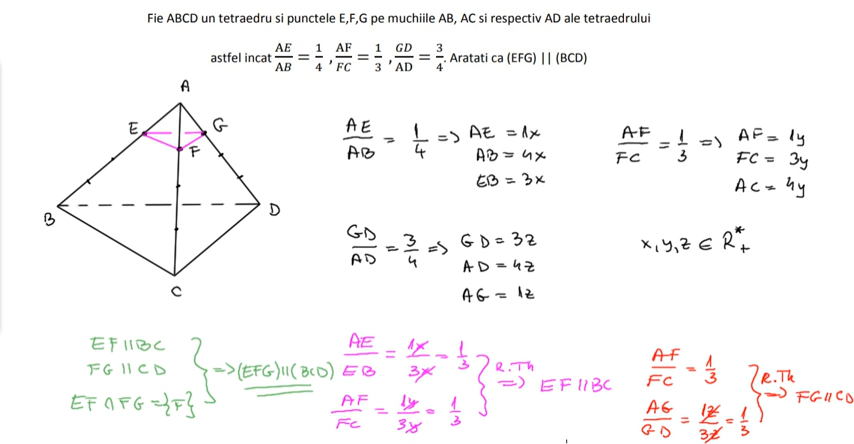 Fie ABCD un tetraedru si punctele E,F,G pe muchiile AB, AC si respectiv AD ale tetraedrului
astfel incat AE/AB = 1/4 , AF/FC = 1/3 , GD/AD = 3/4. Aratati ca (EFG) || (BCD)
A
E
G
F
B
D
C
AE/AB = 1/4 => AE = 1x
AB = 4x
EB = 3x
AF/FC = 1/3 => AF = 1y
FC = 3y
AC = 4y
GD/AD = 3/4 => GD = 3z
AD = 4z
AG = 1z
x,y,z ∈ R*+
EF || BC
FG || CD
EF ∩ FG = {F}
=> (EFG) || (BCD)
AE/EB = 1x/3x = 1/3
AF/FC = 1y/3y = 1/3
R.Th
=> EF || BC
AF/FC = 1/3
AG/GD = 1z/3z = 1/3
R.Th
=> FG || CD